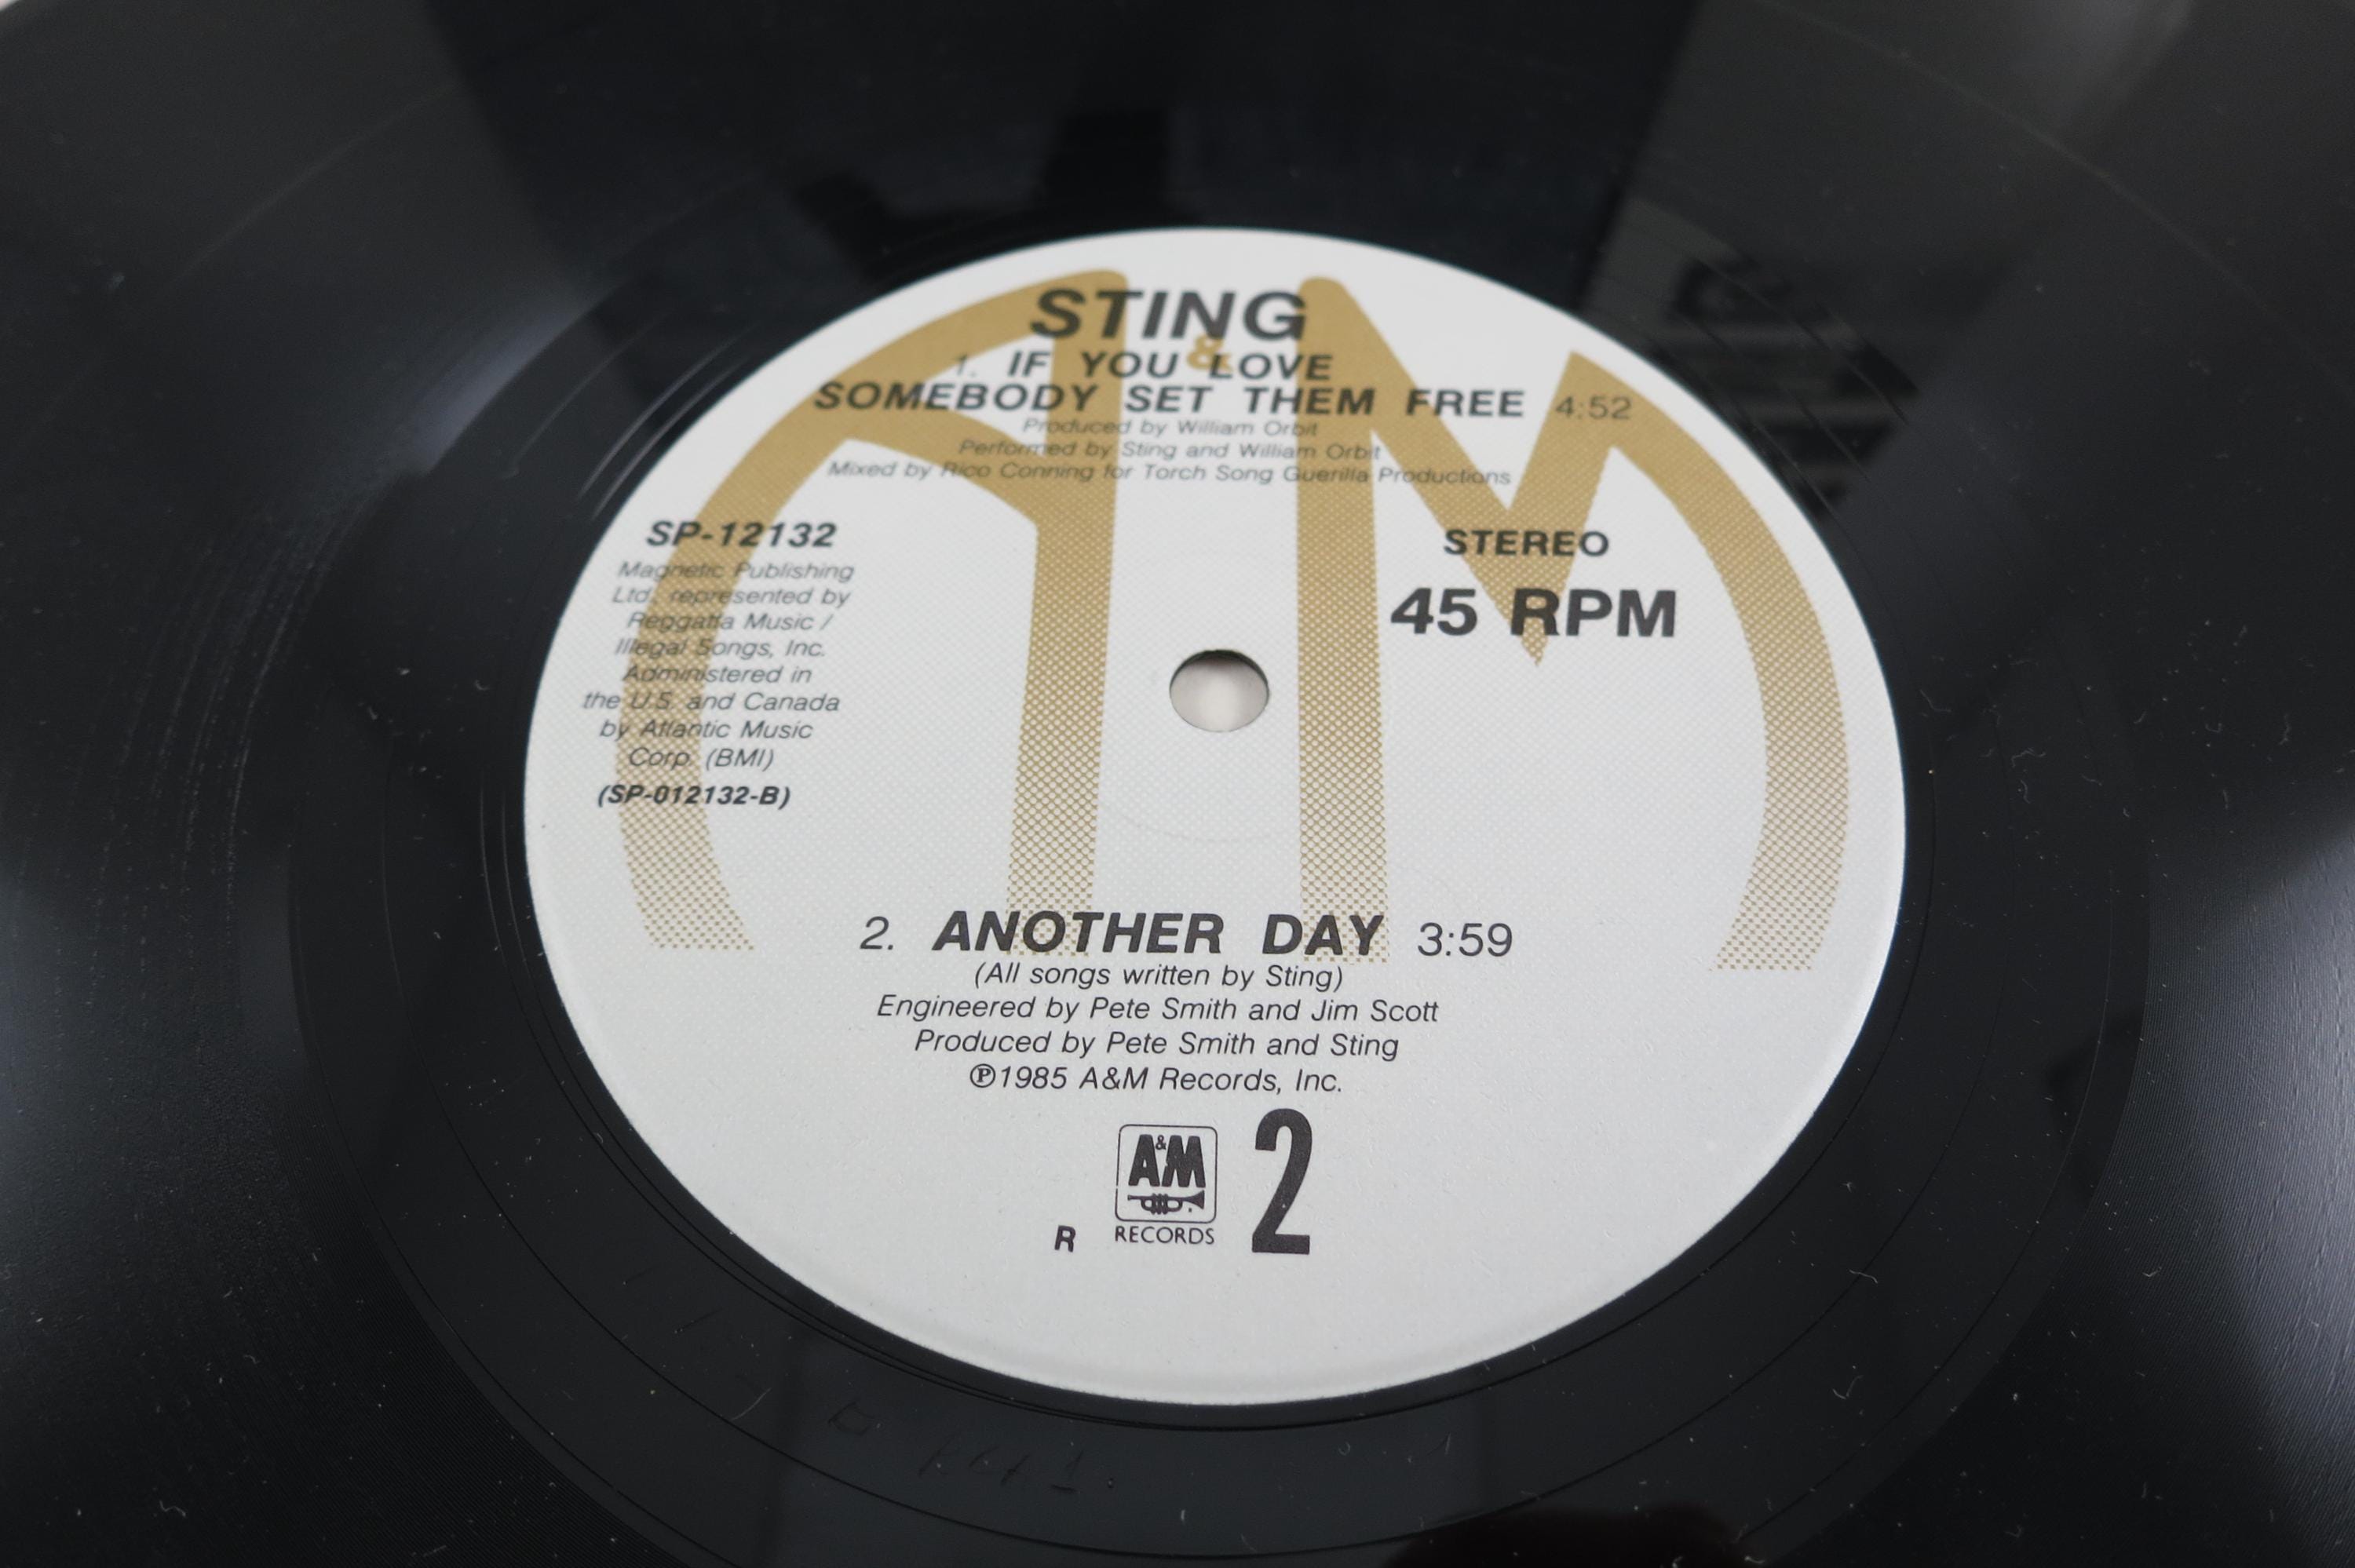 STING
1. IF YOU LOVE
SOMEBODY SET THEM FREE 4:52
Produced by William Orbit
Performed by Sting and William Orbit
Mixed by Rico Conning for Torch Song Guerilla Productions
SP-12132
Magnetic Publishing
Ltd. represented by
Reggatta Music /
Illegal Songs, Inc.
Administered in
the U.S. and Canada
by Atlantic Music
Corp. (BMI)
(SP-012132-B)
STEREO
45 RPM
A&M
2. ANOTHER DAY 3:59
(All songs written by Sting)
Engineered by Pete Smith and Jim Scott
Produced by Pete Smith and Sting
℗1985 A&M Records, Inc.
A&M
RECORDS
R
2